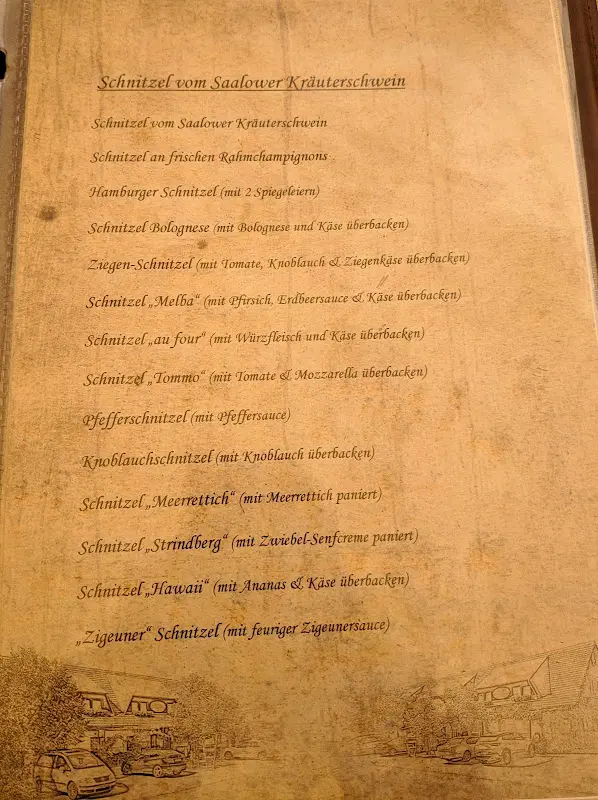 Schnitzel vom Saalower Kräuterschwein
Schnitzel vom Saalower Kräuterschwein
Schnitzel an frischen Rahmchampignons .
Hamburger Schnitzel (mit 2 Spiegeleiern)
Schnitzel Bolognese (mit Bolognese und Käse überbacken)
Ziegen-Schnitzel (mit Tomate, Knoblauch & Ziegenkäse überbacken)
Schnitzel „Melba“ (mit Pfirsich, Erdbeersauce & Käse überbacken)
Schnitzel „au four“ (mit Würzfleisch und Käse überbacken)
Schnitzel „Tommo“ (mit Tomate & Mozzarella überbacken)
Pfefferschnitzel (mit Pfeffersauce)
Knoblauchschnitzel (mit Knoblauch überbacken)
Schnitzel „Meerrettich“ (mit Meerrettich paniert)
Schnitzel „Strindberg“ (mit Zwiebel-Senfcreme paniert)
Schnitzel „Hawaii“ (mit Ananas & Käse überbacken)
„Zigeuner“ Schnitzel (mit feuriger Zigeunersauce)